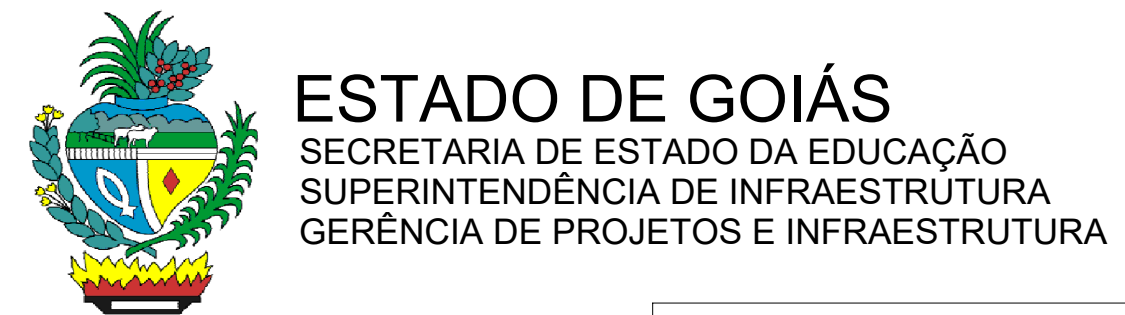 ESTADO DE GOIÁS
SECRETARIA DE ESTADO DA EDUCAÇÃO
SUPERINTENDÊNCIA DE INFRAESTRUTURA
GERÊNCIA DE PROJETOS E INFRAESTRUTURA